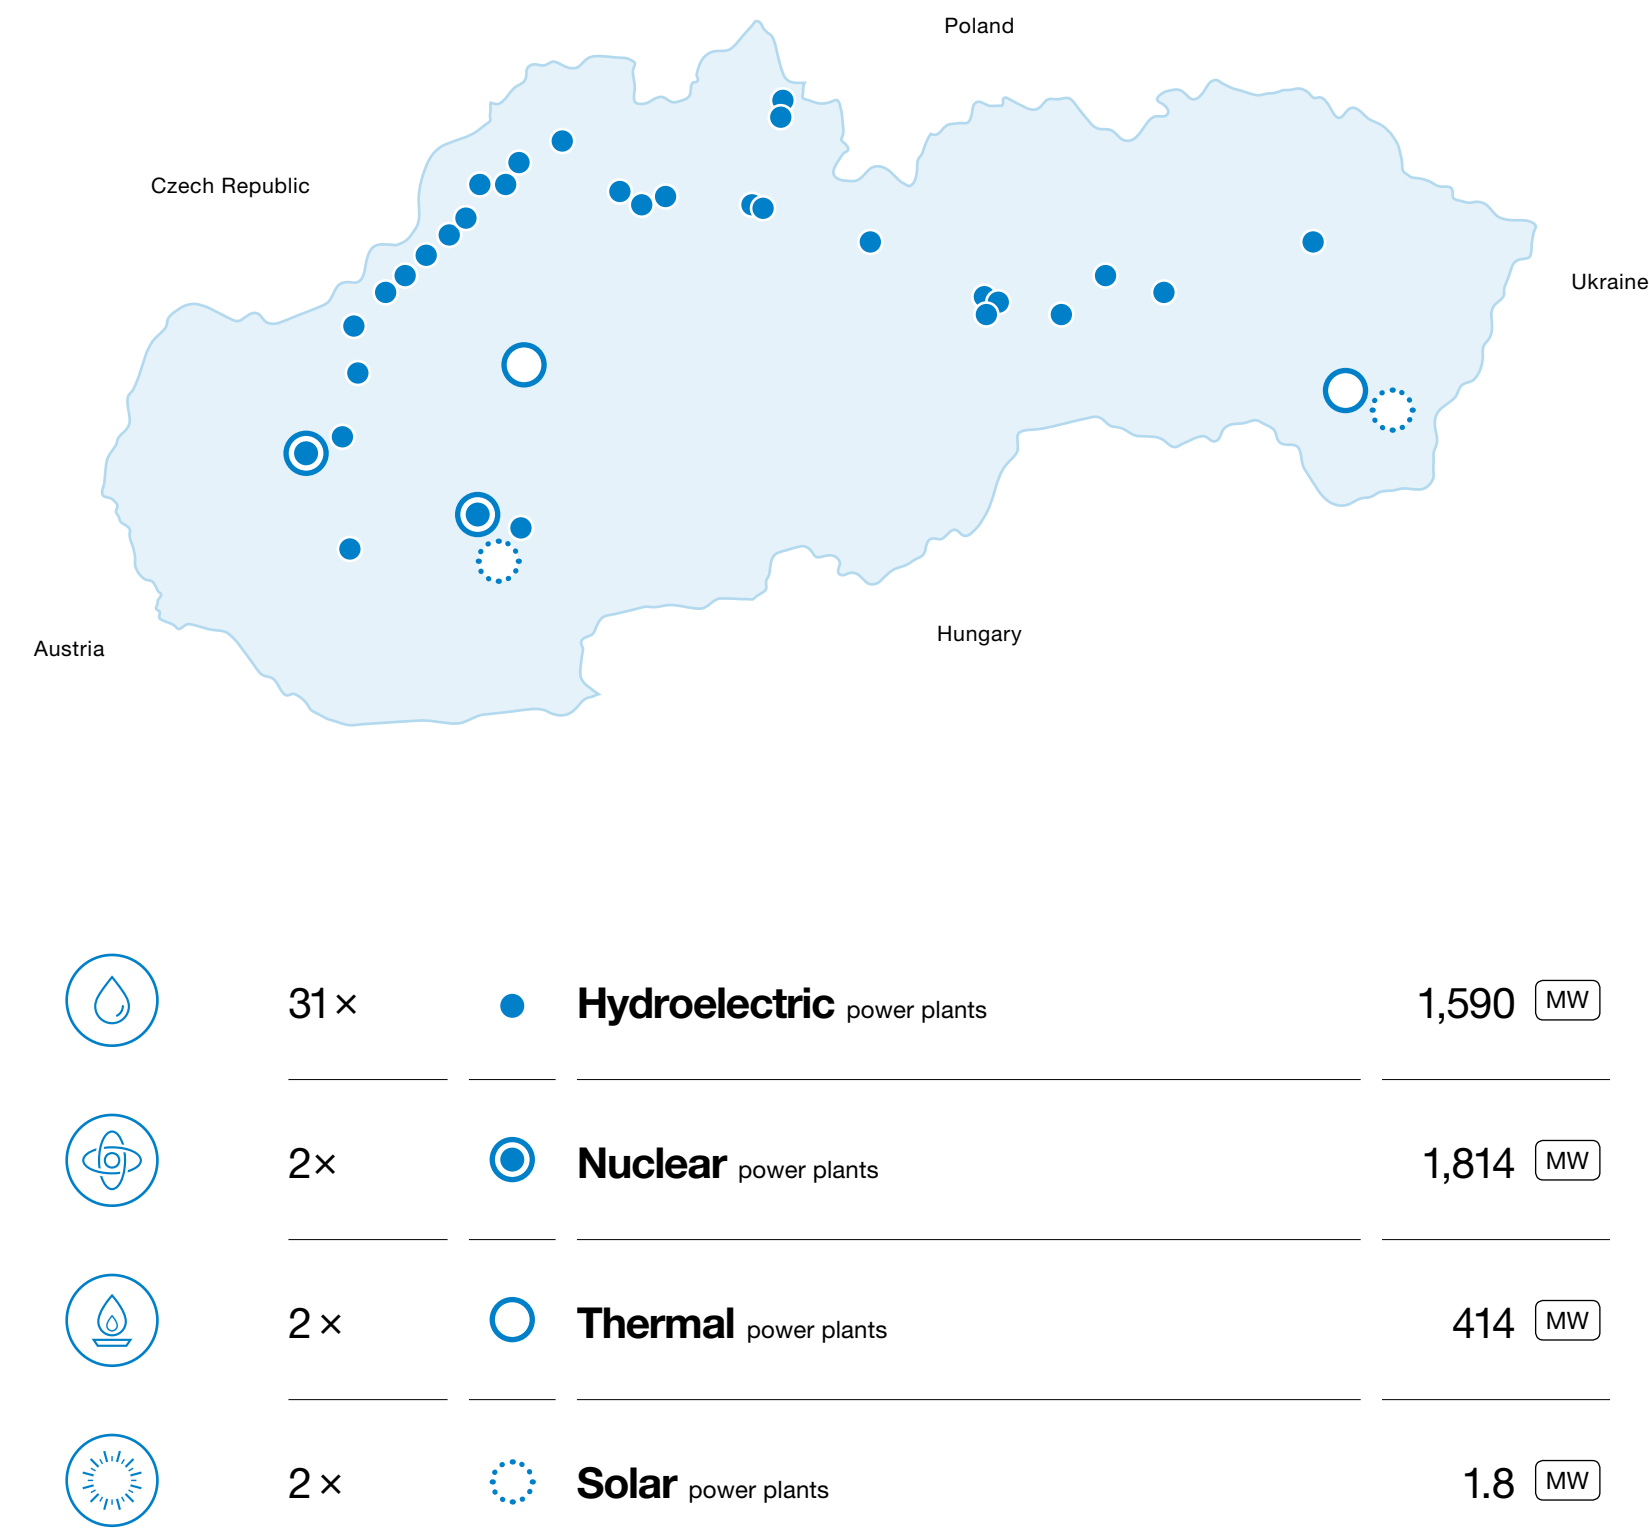 Poland
Czech Republic
Ukraine
Austria
Hungary
31 × Hydroelectric power plants 1,590 MW
2× Nuclear power plants 1,814 MW
2 × Thermal power plants 414 MW
2 × Solar power plants 1.8 MW